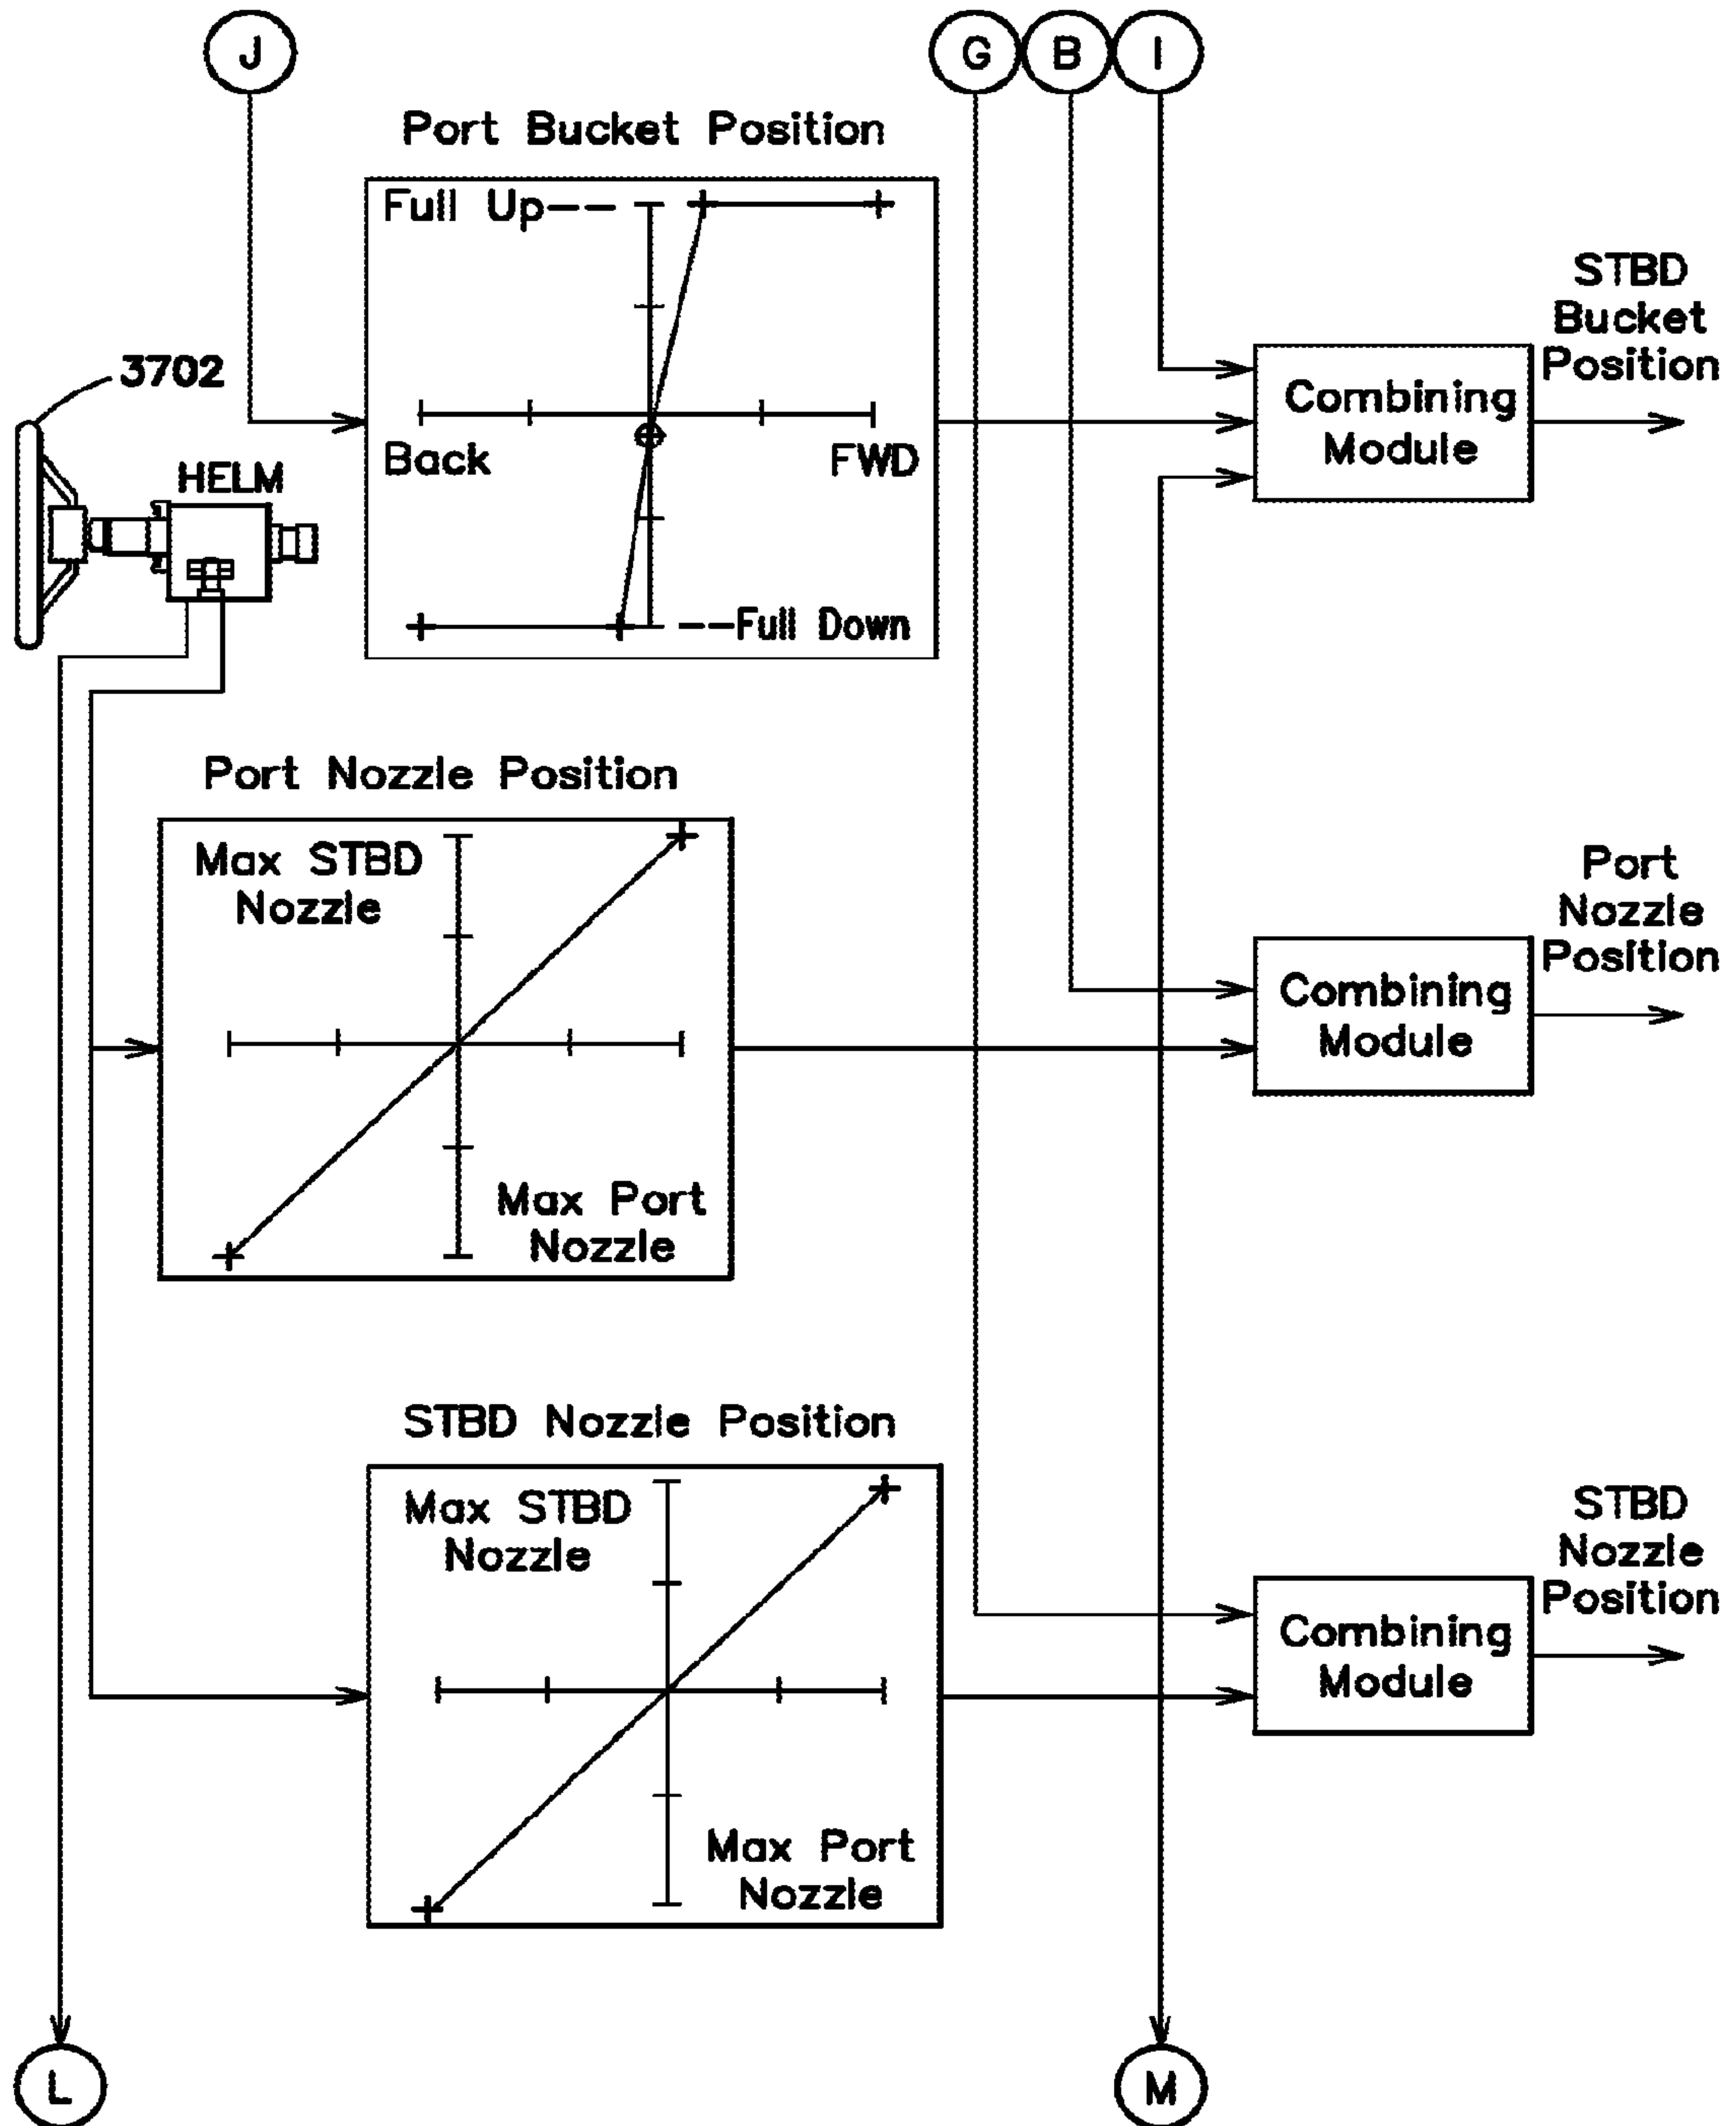 J
G
B
I
Port Bucket Position
Full Up--
Back
FWD
--Full Down
STBD
Bucket
Position
Combining
Module
3702
HELM
Port Nozzle Position
Max STBD
Nozzle
Max Port
Nozzle
Port
Nozzle
Position
Combining
Module
STBD Nozzle Position
Max STBD
Nozzle
Max Port
Nozzle
STBD
Nozzle
Position
Combining
Module
L
M